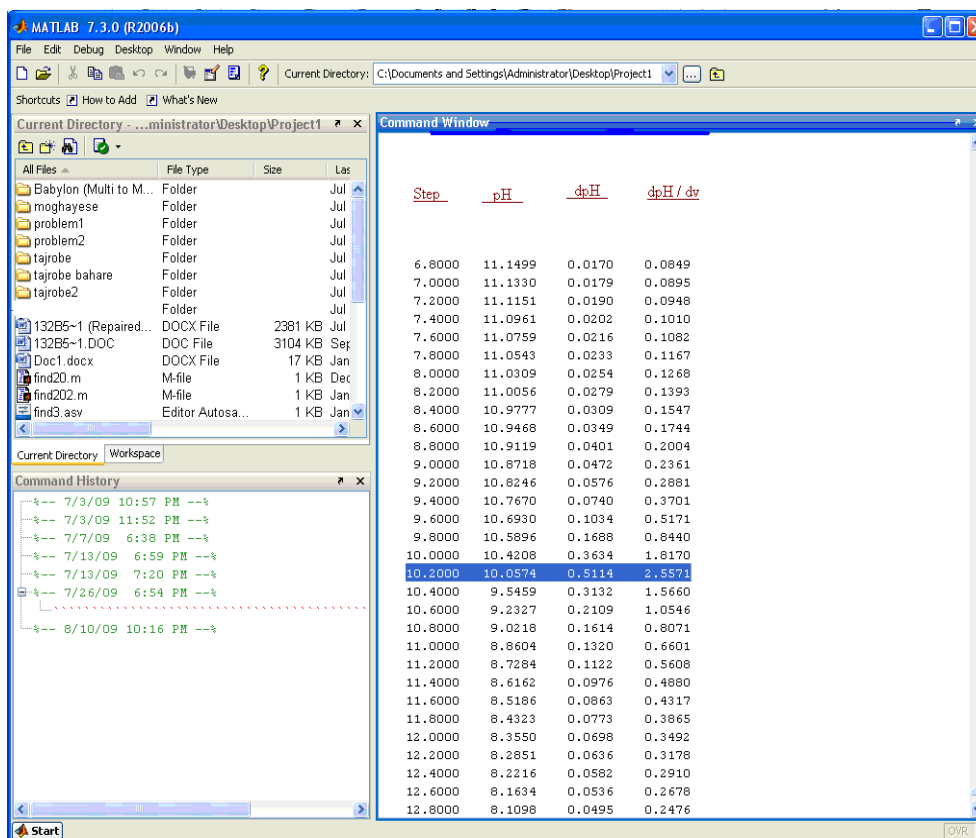 MATLAB 7.3.0 (R2006b)
File Edit Debug Desktop Window Help
Current Directory: C:\Documents and Settings\Administrator\Desktop\Project1 ...
Shortcuts How to Add What's New
Current Directory - ...ministrator\Desktop\Project1
All Files File Type Size Las
Babylon (Multi to M... Folder Jul
moghayese Folder Jul
problem1 Folder Jul
problem2 Folder Jul
tajrobe Folder Jul
tajrobe bahare Folder Jul
tajrobe2 Folder Jul
Folder Jul
132B5~1 (Repaired... DOCX File 2381 KB Jul
132B5~1.DOC DOC File 3104 KB Sep
Doc1.docx DOCX File 17 KB Jan
find20.m M-file 1 KB Dec
find202.m M-file 1 KB Jan
find3.asv Editor Autosa... 1 KB Jan
Current Directory Workspace
Command History
%-- 7/3/09 10:57 PM --%
%-- 7/3/09 11:52 PM --%
%-- 7/7/09 6:38 PM --%
%-- 7/13/09 6:59 PM --%
%-- 7/13/09 7:20 PM --%
%-- 7/26/09 6:54 PM --%
%-- 8/10/09 10:16 PM --%
Command Window
Step pH dpH dpH / dv
6.8000 11.1499 0.0170 0.0849
7.0000 11.1330 0.0179 0.0895
7.2000 11.1151 0.0190 0.0948
7.4000 11.0961 0.0202 0.1010
7.6000 11.0759 0.0216 0.1082
7.8000 11.0543 0.0233 0.1167
8.0000 11.0309 0.0254 0.1268
8.2000 11.0056 0.0279 0.1393
8.4000 10.9777 0.0309 0.1547
8.6000 10.9468 0.0349 0.1744
8.8000 10.9119 0.0401 0.2004
9.0000 10.8718 0.0472 0.2361
9.2000 10.8246 0.0576 0.2881
9.4000 10.7670 0.0740 0.3701
9.6000 10.6930 0.1034 0.5171
9.8000 10.5896 0.1688 0.8440
10.0000 10.4208 0.3634 1.8170
10.2000 10.0574 0.5114 2.5571
10.4000 9.5459 0.3132 1.5660
10.6000 9.2327 0.2109 1.0546
10.8000 9.0218 0.1614 0.8071
11.0000 8.8604 0.1320 0.6601
11.2000 8.7284 0.1122 0.5608
11.4000 8.6162 0.0976 0.4880
11.6000 8.5186 0.0863 0.4317
11.8000 8.4323 0.0773 0.3865
12.0000 8.3550 0.0698 0.3492
12.2000 8.2851 0.0636 0.3178
12.4000 8.2216 0.0582 0.2910
12.6000 8.1634 0.0536 0.2678
12.8000 8.1098 0.0495 0.2476
Start
OVR